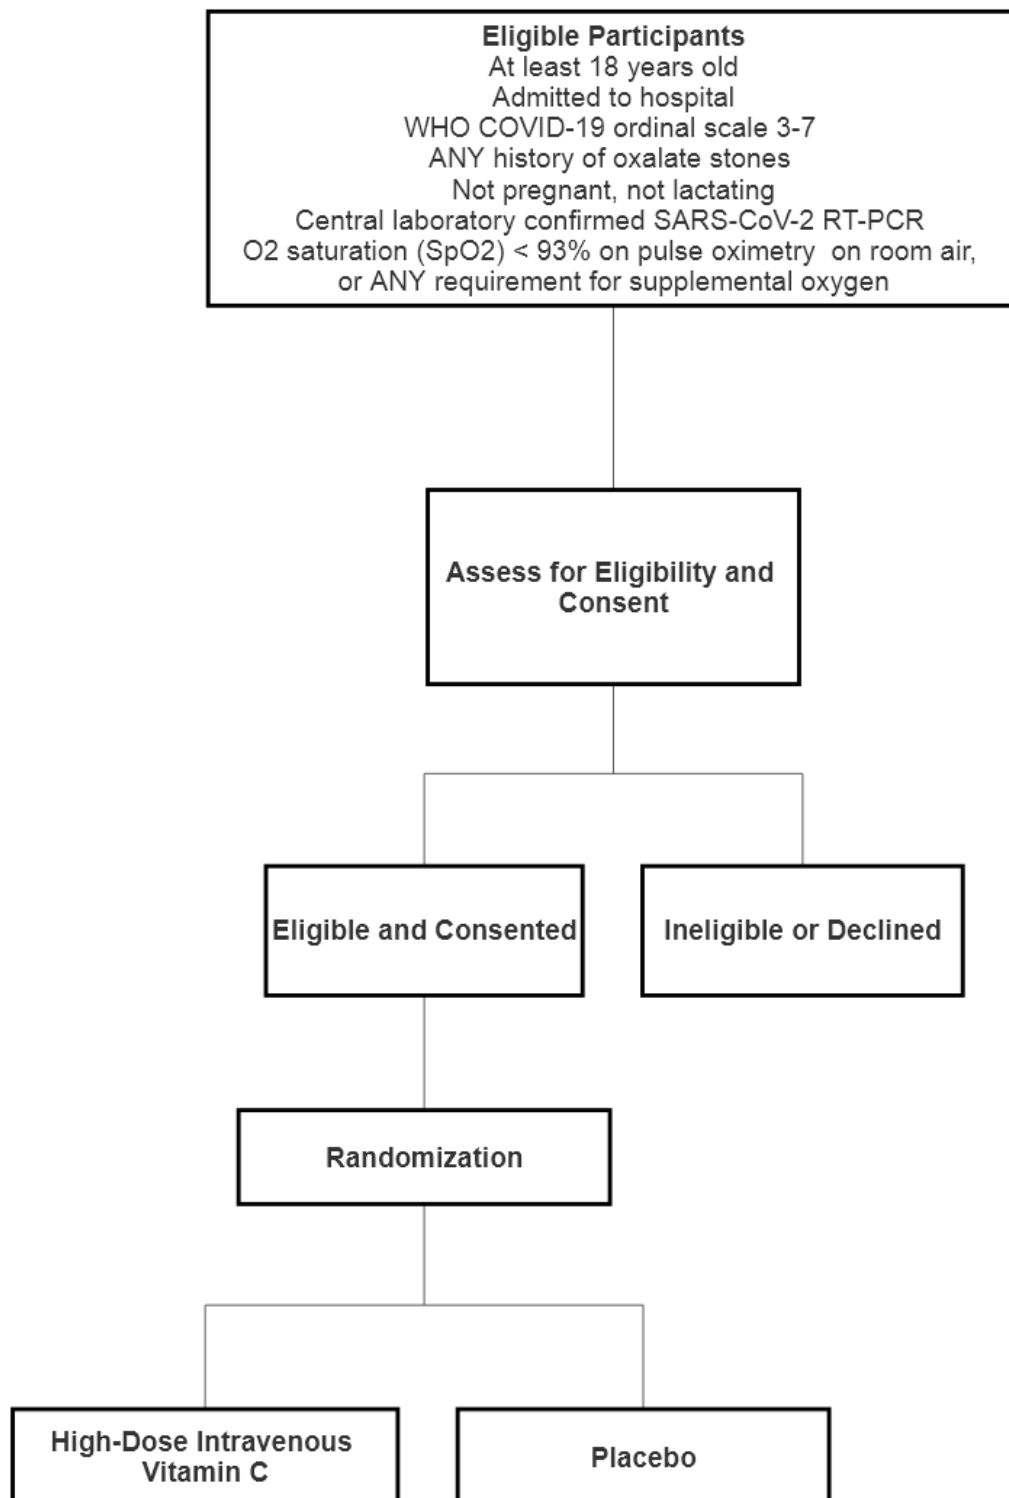 Eligible Participants
At least 18 years old
Admitted to hospital
WHO COVID-19 ordinal scale 3-7
ANY history of oxalate stones
Not pregnant, not lactating
Central laboratory confirmed SARS-CoV-2 RT-PCR
O2 saturation (SpO2) < 93% on pulse oximetry on room air,
or ANY requirement for supplemental oxygen
Assess for Eligibility and
Consent
Eligible and Consented
Ineligible or Declined
Randomization
High-Dose Intravenous
Vitamin C
Placebo